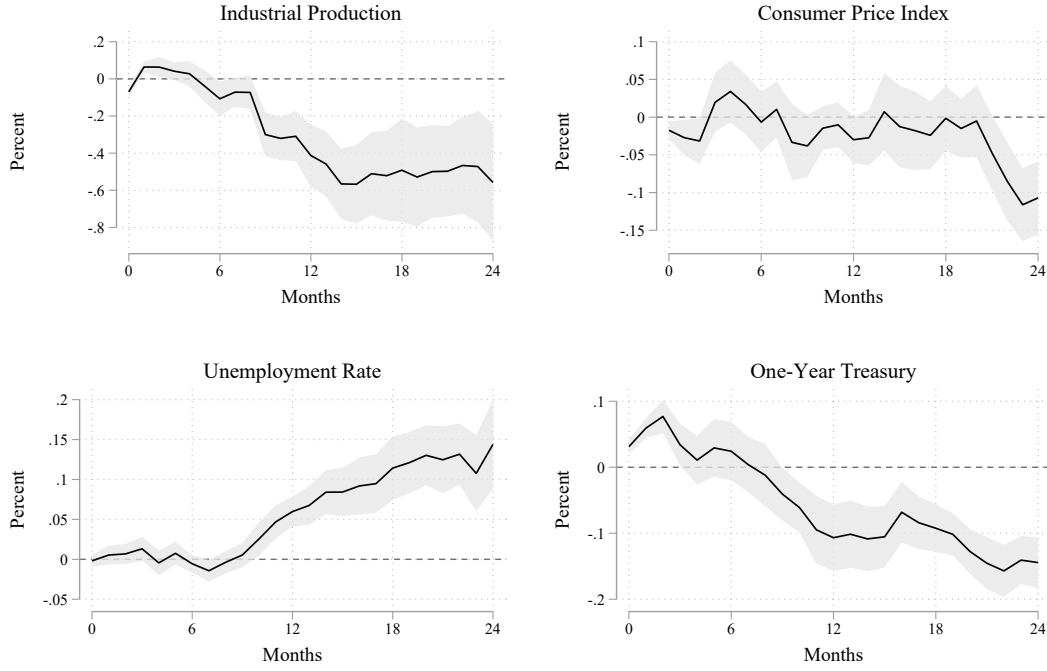 Industrial Production
Percent
.2
0
-.2
-.4
-.6
-.8
0 6 12 18 24
Months
Consumer Price Index
Percent
.1
.05
0
-.05
-.1
-.15
0 6 12 18 24
Months
Unemployment Rate
Percent
.2
.15
.1
.05
0
-.05
0 6 12 18 24
Months
One-Year Treasury
Percent
.1
0
-.1
-.2
0 6 12 18 24
Months